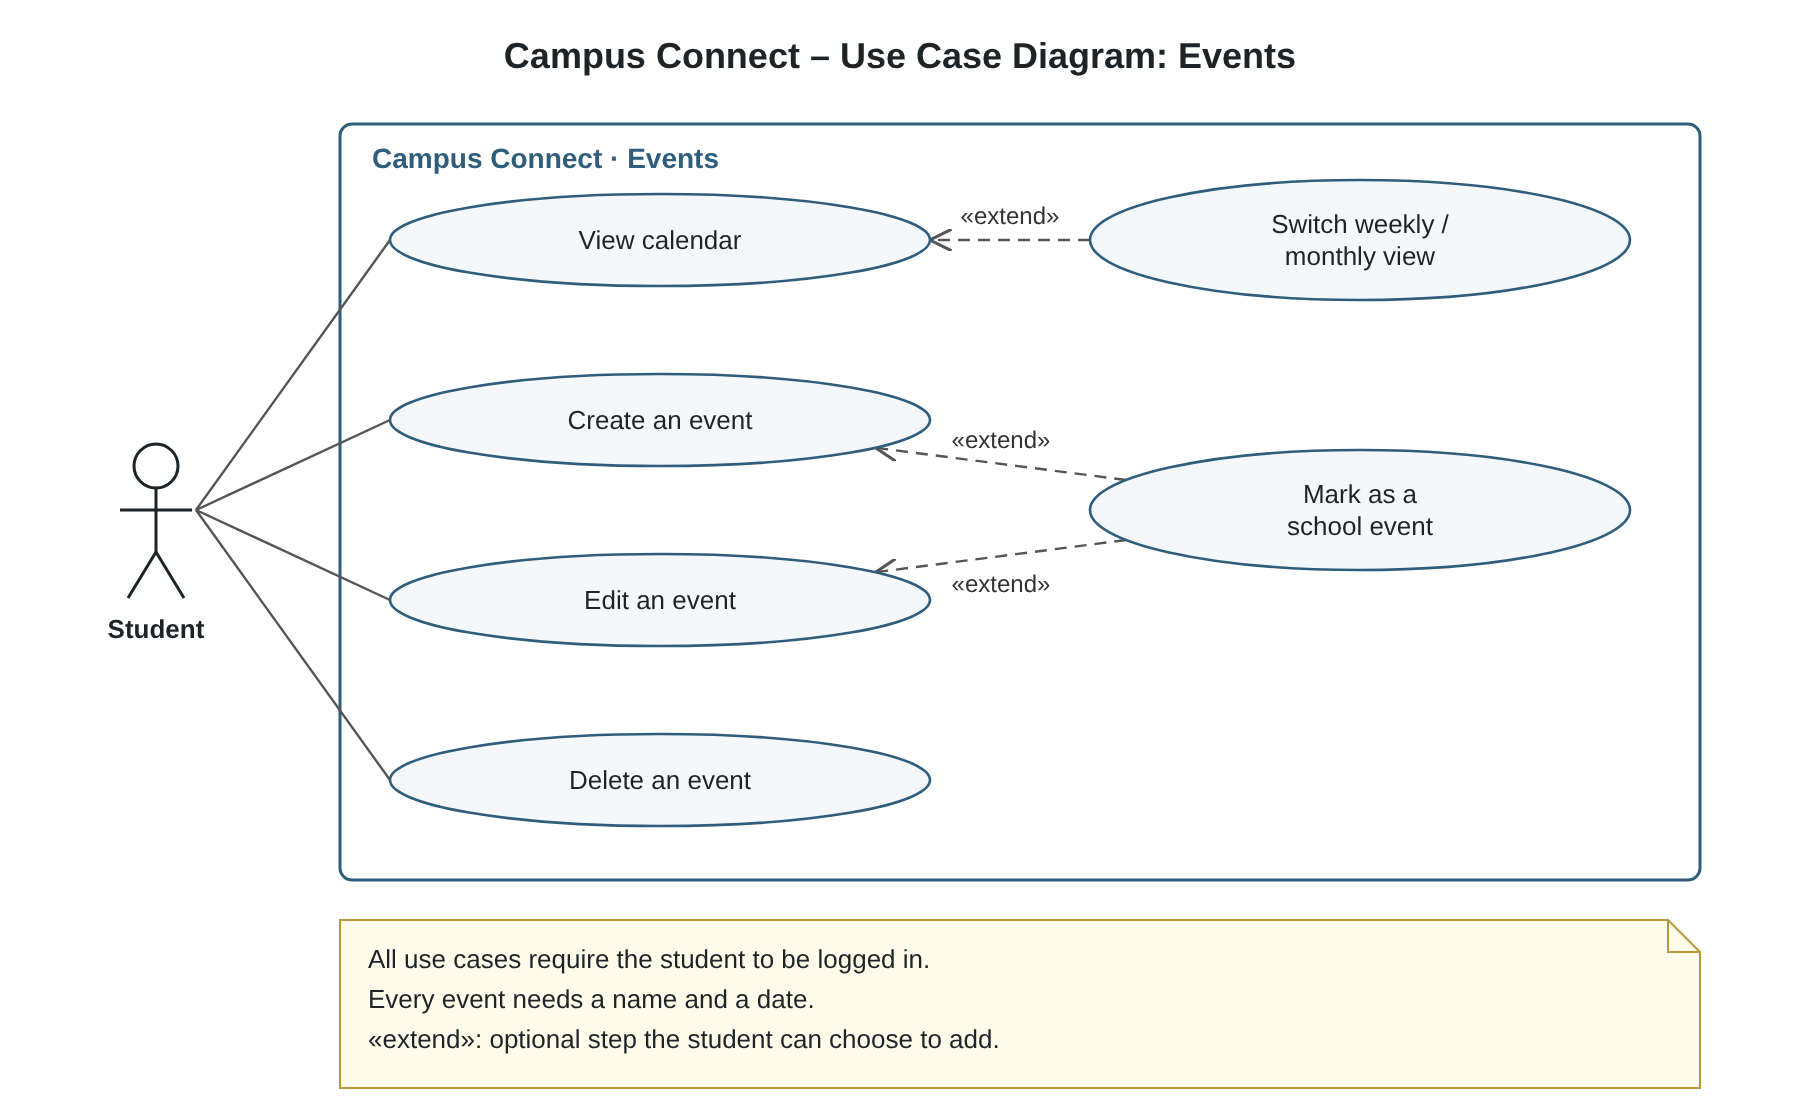 Campus Connect – Use Case Diagram: Events
Campus Connect · Events
View calendar
«extend»
Switch weekly /
monthly view
Create an event
«extend»
Mark as a
school event
Edit an event
«extend»
Student
Delete an event
All use cases require the student to be logged in.
Every event needs a name and a date.
«extend»: optional step the student can choose to add.